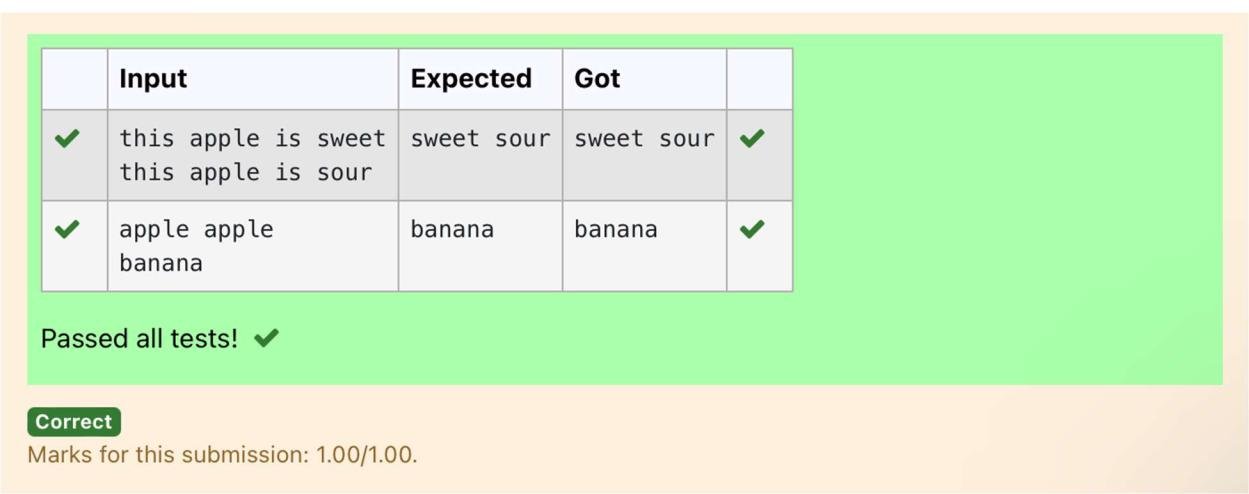 Input Expected Got
this apple is sweet sweet sour sweet sour
this apple is sour
apple apple banana banana
banana
Passed all tests!
Correct
Marks for this submission: 1.00/1.00.